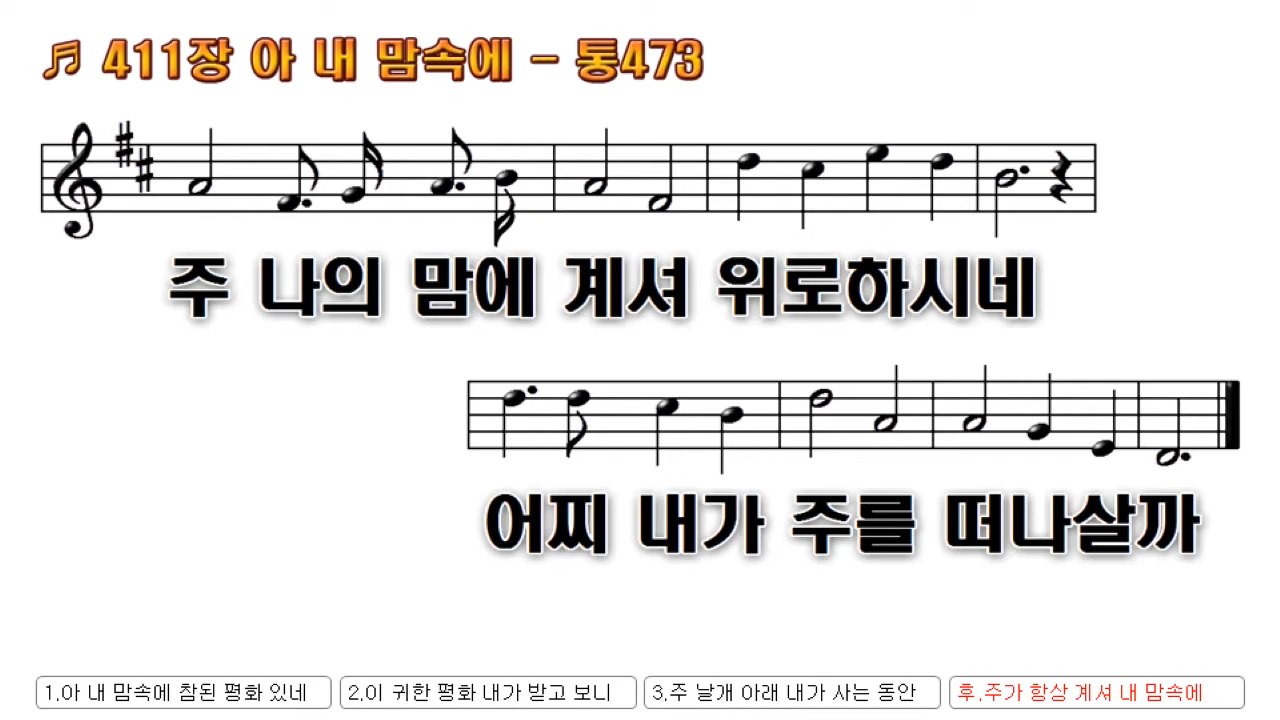 ♬ 411장 아 내 맘속에 - 통473
주 나의 맘에 계셔 위로하시네
어찌 내가 주를 떠나살까
1.아 내 맘속에 참된 평화 있네
2.이 귀한 평화 내가 받고 보니
3.주 날개 아래 내가 사는 동안
후.주가 항상 계셔 내 맘속에